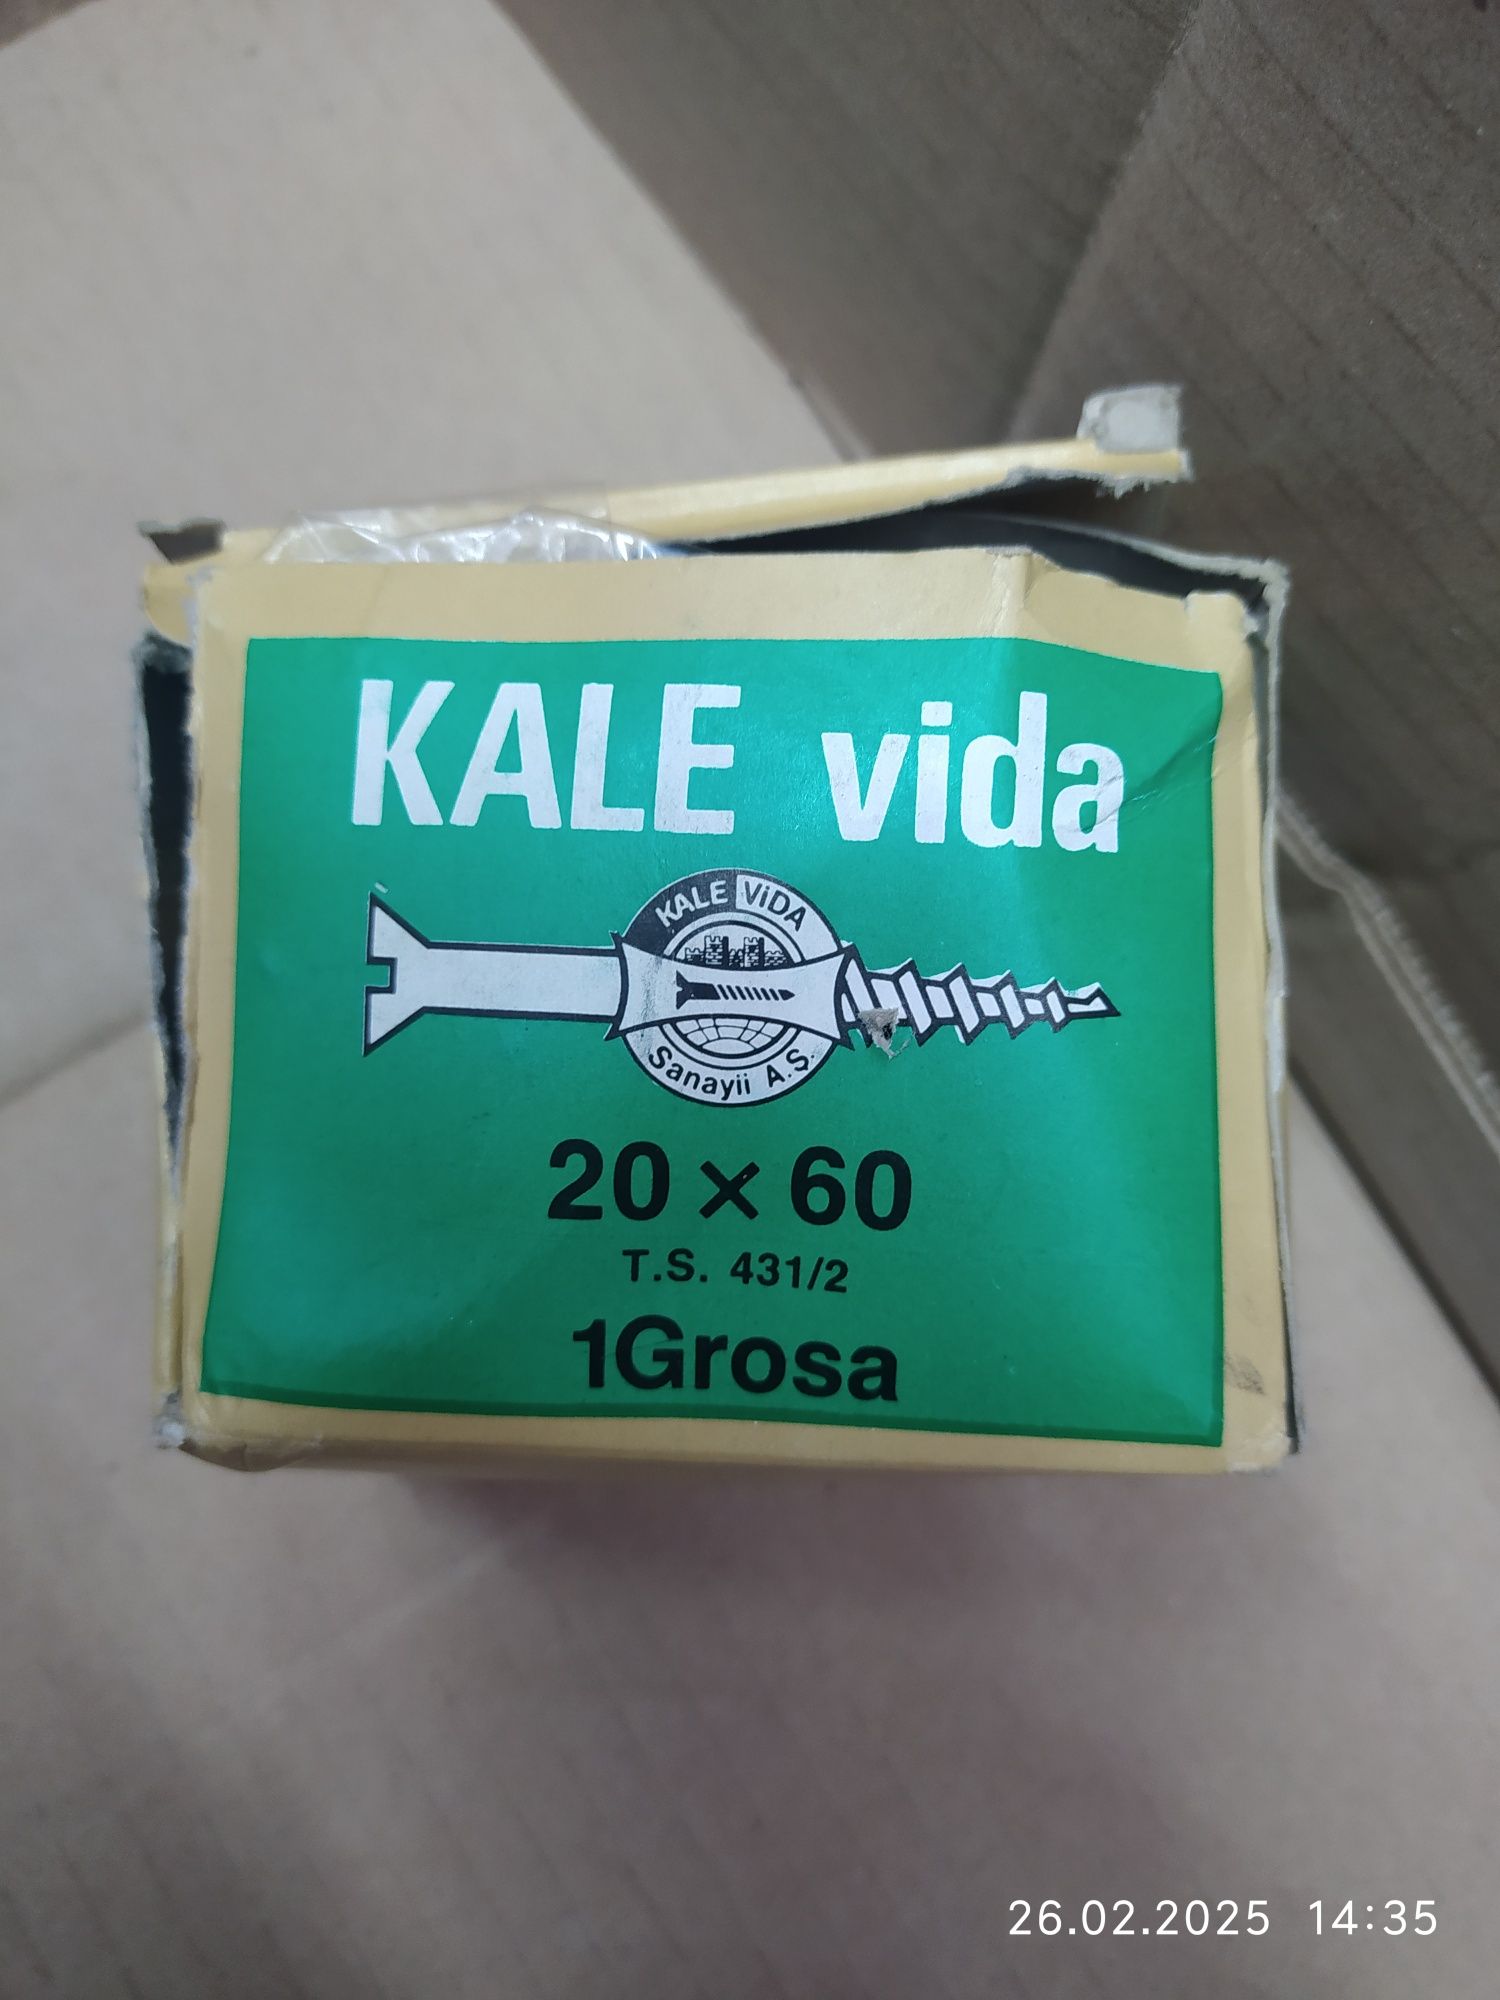 KALE vida
KALE ViDA
Sanayii A.Ş.
20 x 60
T.S. 431/2
1Grosa
26.02.2025 14:35